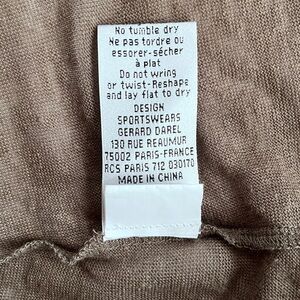 No tumble dry
Ne pas tordre ou
essorer-sécher
à plat
Do not wring
or twist-Reshape
and lay flat to dry
DESIGN
SPORTSWEARS
GERARD DAREL
130 RUE REAUMUR
75002 PARIS-FRANCE
RCS PARIS 712 030170
MADE IN CHINA